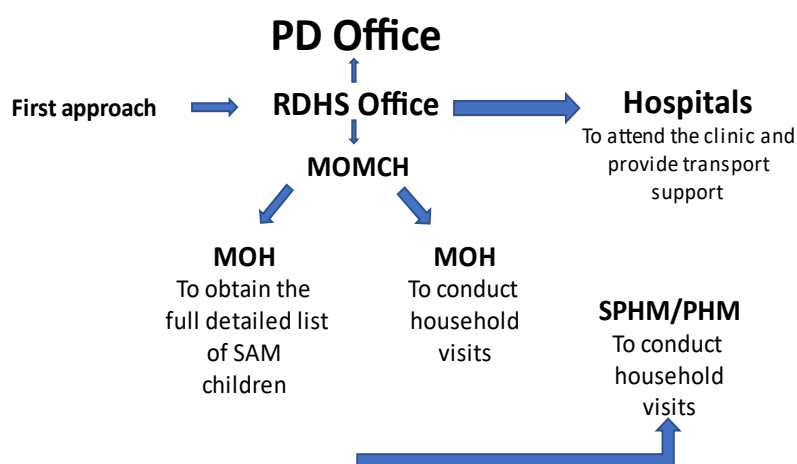 PD Office
First approach
RDHS Office
Hospitals
To attend the clinic and
provide transport
support
MOMCH
MOH
To obtain the
full detailed list
of SAM
children
MOH
To conduct
household
visits
SPHM/PHM
To conduct
household
visits